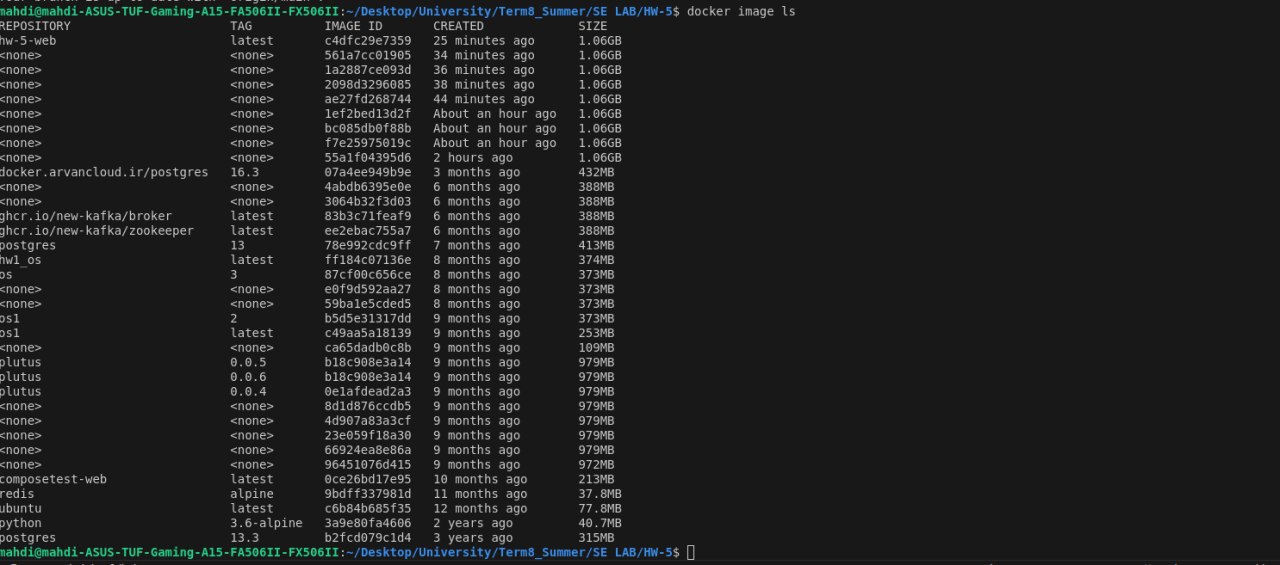 mahdi@mahdi-ASUS-TUF-Gaming-A15-FA506II-FX506II:~/Desktop/University/Term8_Summer/SE LAB/HW-5$ docker image ls
REPOSITORY TAG IMAGE ID CREATED SIZE
hw-5-web latest c4dfc29e7359 25 minutes ago 1.06GB
<none> <none> 561a7cc01905 34 minutes ago 1.06GB
<none> <none> 1a2887ce093d 36 minutes ago 1.06GB
<none> <none> 2098d3296085 38 minutes ago 1.06GB
<none> <none> ae27fd268744 44 minutes ago 1.06GB
<none> <none> 1ef2bed13d2f About an hour ago 1.06GB
<none> <none> bc085db0f88b About an hour ago 1.06GB
<none> <none> f7e25975019c About an hour ago 1.06GB
<none> <none> 55a1f04395d6 2 hours ago 1.06GB
docker.arvancloud.ir/postgres 16.3 07a4ee949b9e 3 months ago 432MB
<none> <none> 4abdb6395e0e 6 months ago 388MB
<none> <none> 3064b32f3d03 6 months ago 388MB
ghcr.io/new-kafka/broker latest 83b3c71feaf9 6 months ago 388MB
ghcr.io/new-kafka/zookeeper latest ee2ebac755a7 6 months ago 388MB
postgres 13 78e992cdc9ff 7 months ago 413MB
hw1_os latest ff184c07136e 8 months ago 374MB
os 3 87cf00c656ce 8 months ago 373MB
<none> <none> e0f9d592aa27 8 months ago 373MB
<none> <none> 59ba1e5cded5 8 months ago 373MB
os1 2 b5d5e31317dd 9 months ago 373MB
os1 latest c49aa5a18139 9 months ago 253MB
<none> <none> ca65dadb0c8b 9 months ago 109MB
plutus 0.0.5 b18c908e3a14 9 months ago 979MB
plutus 0.0.6 b18c908e3a14 9 months ago 979MB
plutus 0.0.4 0e1afdead2a3 9 months ago 979MB
<none> <none> 8d1d876ccdb5 9 months ago 979MB
<none> <none> 4d907a83a3cf 9 months ago 979MB
<none> <none> 23e059f18a30 9 months ago 979MB
<none> <none> 66924ea8e86a 9 months ago 979MB
<none> <none> 96451076d415 9 months ago 972MB
composetest-web latest 0ce26bd17e95 10 months ago 213MB
redis alpine 9bdff337981d 11 months ago 37.8MB
ubuntu latest c6b84b685f35 12 months ago 77.8MB
python 3.6-alpine 3a9e80fa4606 2 years ago 40.7MB
postgres 13.3 b2fcd079c1d4 3 years ago 315MB
mahdi@mahdi-ASUS-TUF-Gaming-A15-FA506II-FX506II:~/Desktop/University/Term8_Summer/SE LAB/HW-5$